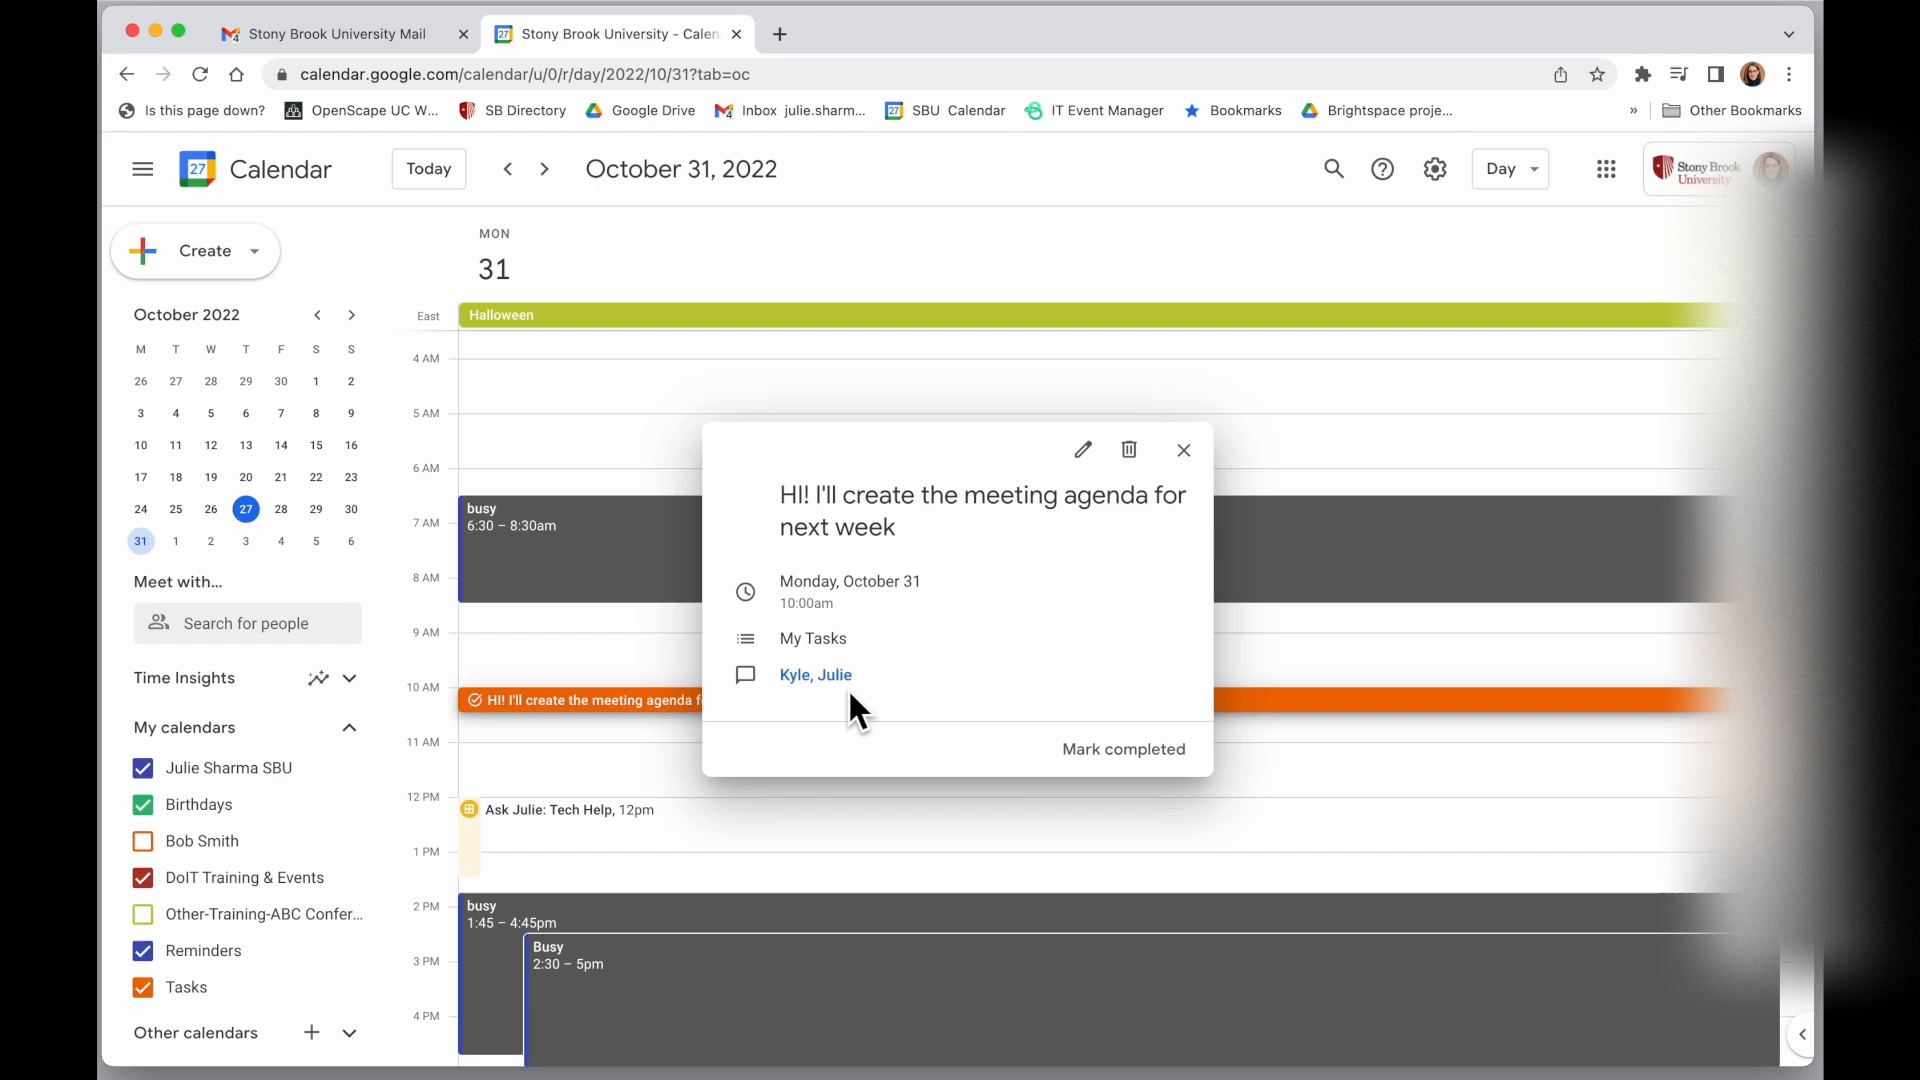 Stony Brook University Mail
27 Stony Brook University - Calen
calendar.google.com/calendar/u/0/r/day/2022/10/31?tab=oc
Is this page down?
OpenScape UC W...
SB Directory
Google Drive
Inbox julie.sharm...
27 SBU Calendar
IT Event Manager
Bookmarks
Brightspace proje...
»
Other Bookmarks
27 Calendar
Today
October 31, 2022
Day
Stony Brook
University
Create
MON
31
October 2022
M T W T F S S
26 27 28 29 30 1 2
3 4 5 6 7 8 9
10 11 12 13 14 15 16
17 18 19 20 21 22 23
24 25 26 27 28 29 30
31 1 2 3 4 5 6
Meet with...
Search for people
Time Insights
My calendars
Julie Sharma SBU
Birthdays
Bob Smith
DoIT Training & Events
Other-Training-ABC Confer...
Reminders
Tasks
Other calendars
East
Halloween
4 AM
5 AM
6 AM
busy
6:30 – 8:30am
7 AM
8 AM
9 AM
10 AM
HI! I'll create the meeting agenda f
11 AM
12 PM
Ask Julie: Tech Help, 12pm
1 PM
2 PM
busy
1:45 – 4:45pm
Busy
2:30 – 5pm
3 PM
4 PM
HI! I'll create the meeting agenda for
next week
Monday, October 31
10:00am
My Tasks
Kyle, Julie
Mark completed